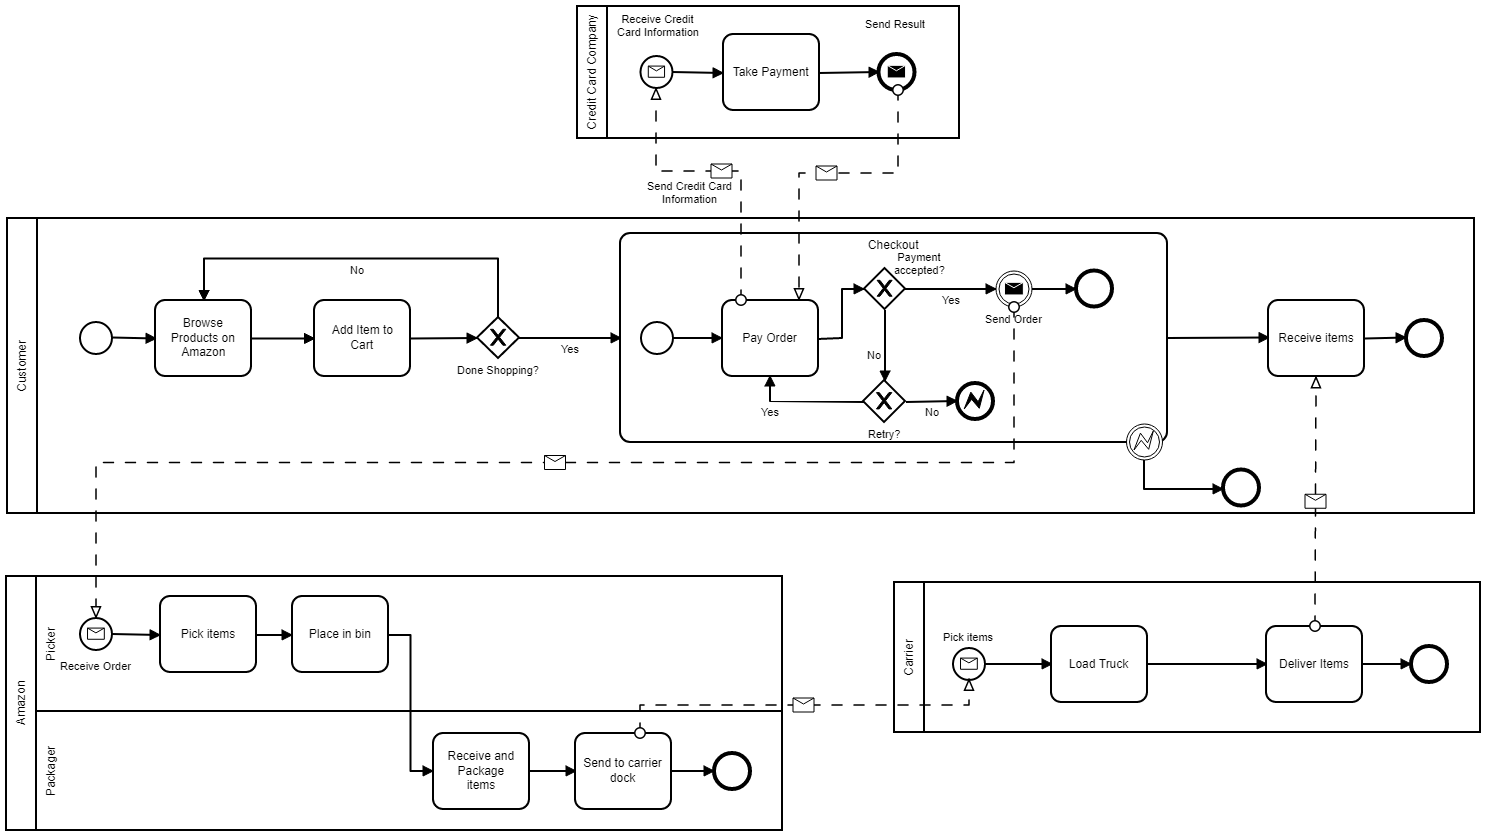 Credit Card Company
Receive Credit
Card Information
Take Payment
Send Result
Send Credit Card
Information
Customer
No
Browse
Products on
Amazon
Add Item to
Cart
Done Shopping?
Yes
Checkout
Pay Order
Payment
accepted?
Yes
Send Order
No
Yes
Retry?
No
Receive items
Amazon
Picker
Receive Order
Pick items
Place in bin
Packager
Receive and
Package
items
Send to carrier
dock
Carrier
Pick items
Load Truck
Deliver Items